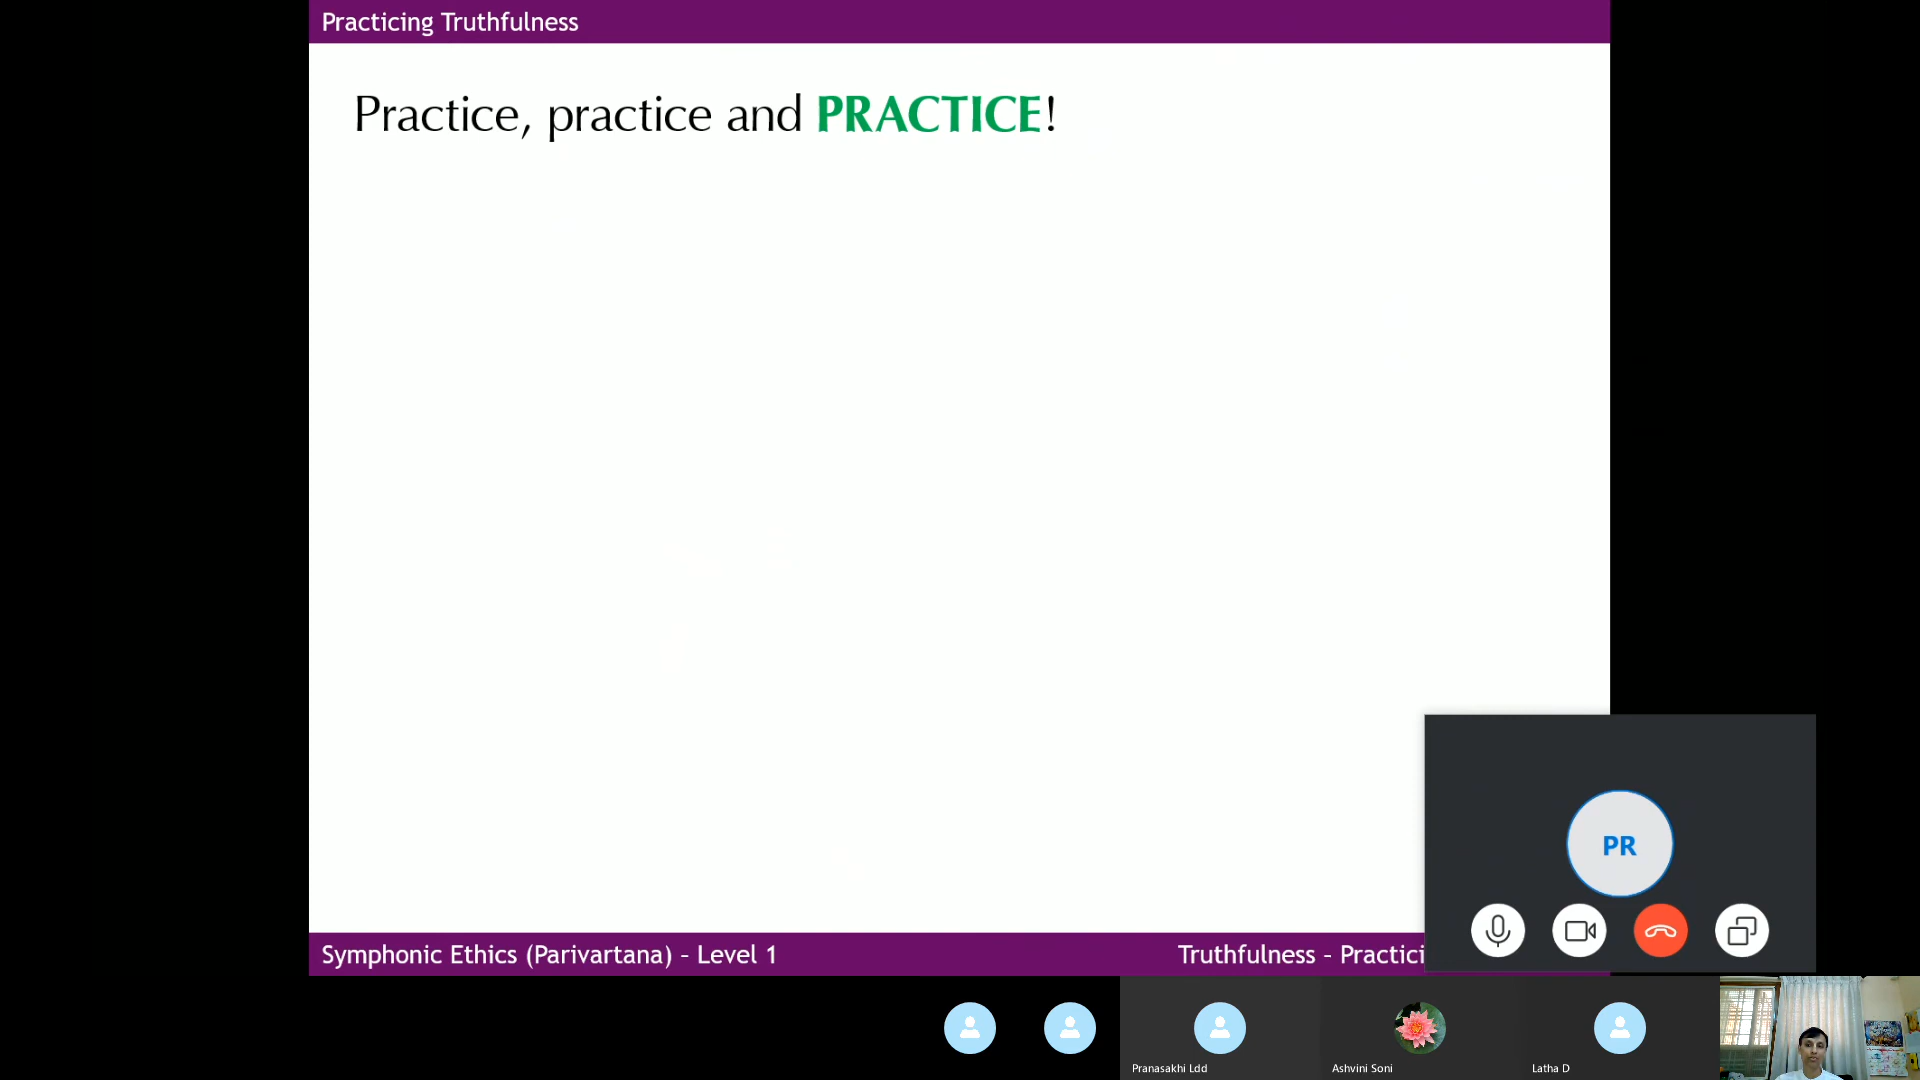 Practicing Truthfulness
Practice, practice and PRACTICE!
PR
Symphonic Ethics (Parivartana) – Level 1
Truthfulness – Practici
Pranasakhi Ldd
Ashvini Soni
Latha D